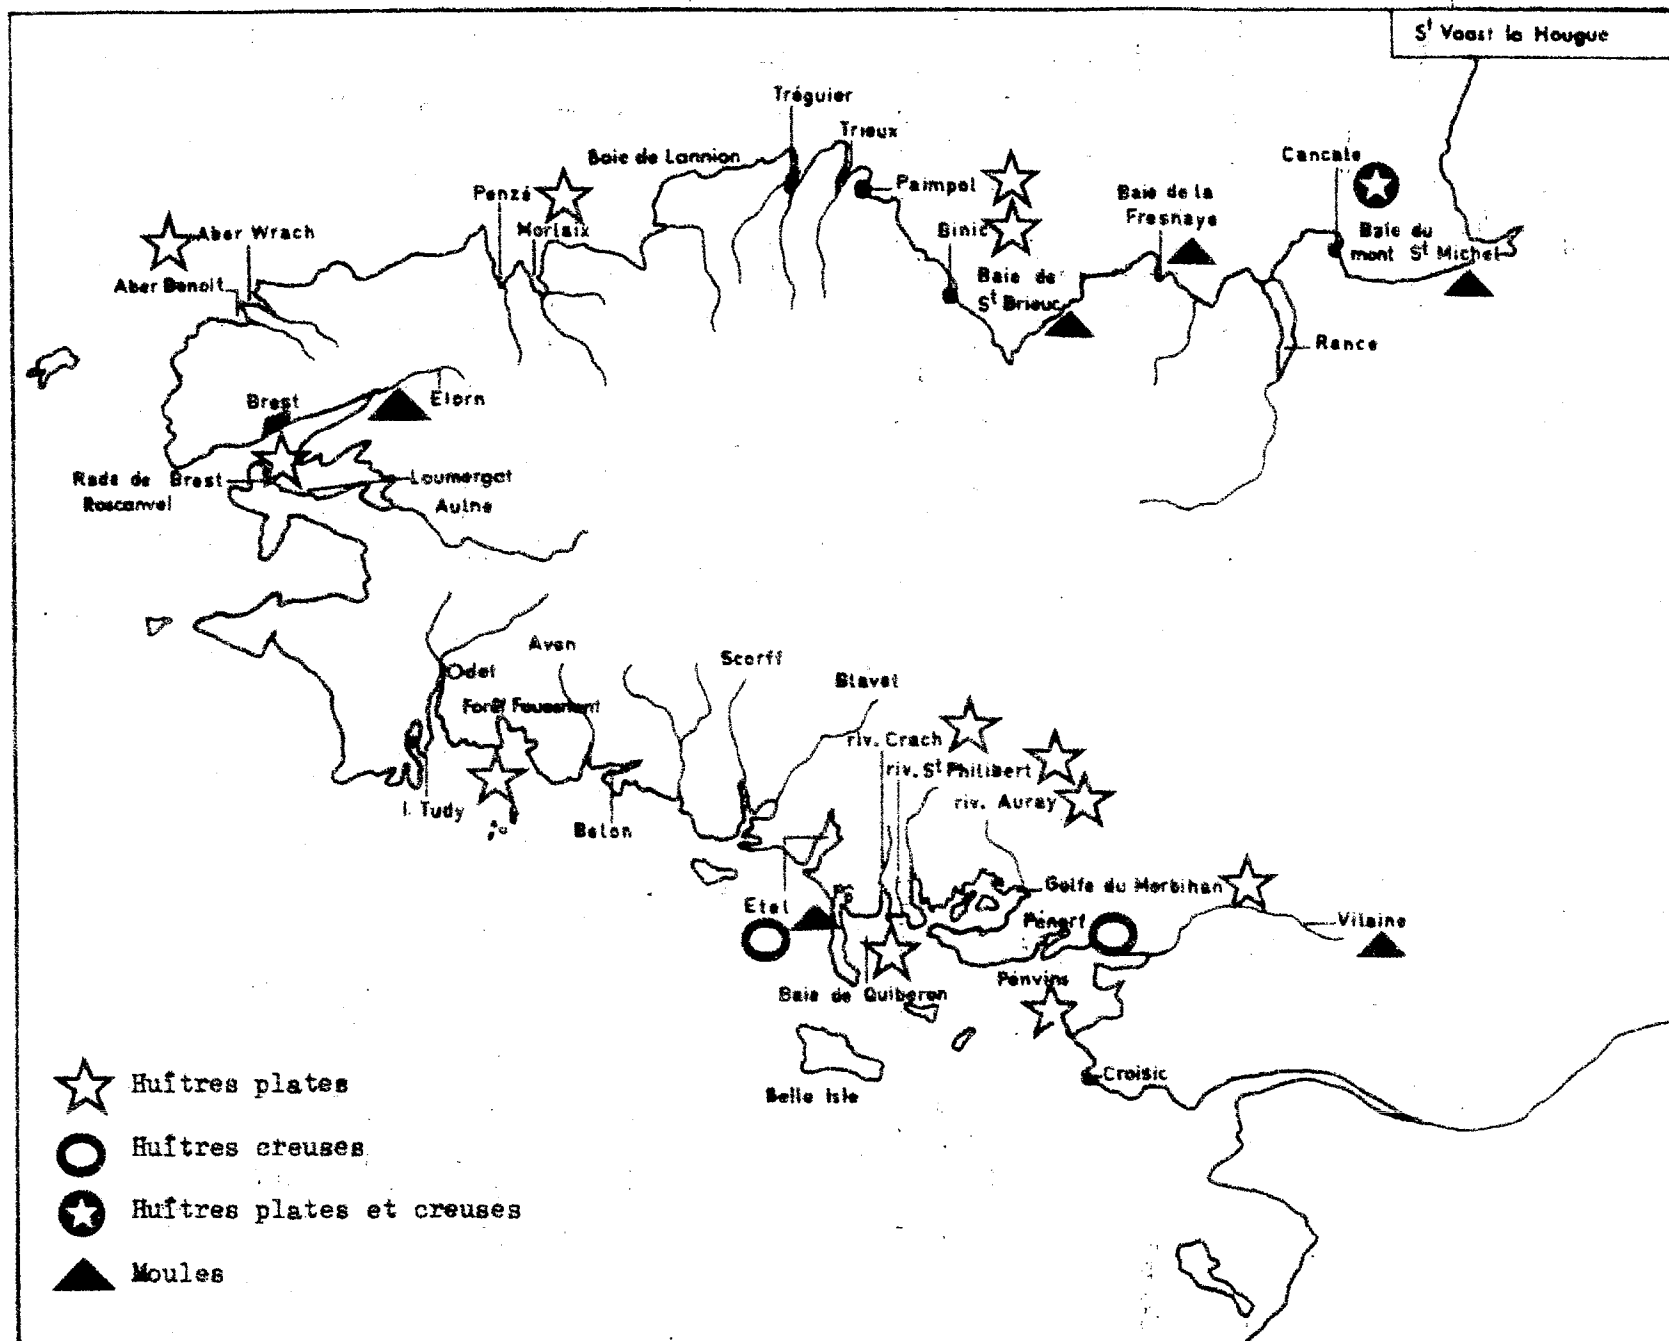 St Vaast la Hougue
Tréguier
Trieux
Baie de Lannion
Cancale
Penzé
Paimpol
Baie de la
Fresnaye
Aber Wrach
Morlaix
Binic
Baie du
mont St Michel
Aber Benoit
Baie de
St Brieuc
Rance
Brest
Elorn
Rade de Brest
Roscanvel
Loumergat
Aulne
Aven
Scorff
Odet
Blavet
Forêt Fouesnant
riv. Crach
riv. St Philibert
riv. Auray
I. Tudy
Belon
Golfe du Morbihan
Etel
Pénerf
Vilaine
Penvins
Baie de Quiberon
Croisic
Belle Isle
Huîtres plates
Huîtres creuses
Huîtres plates et creuses
Moules